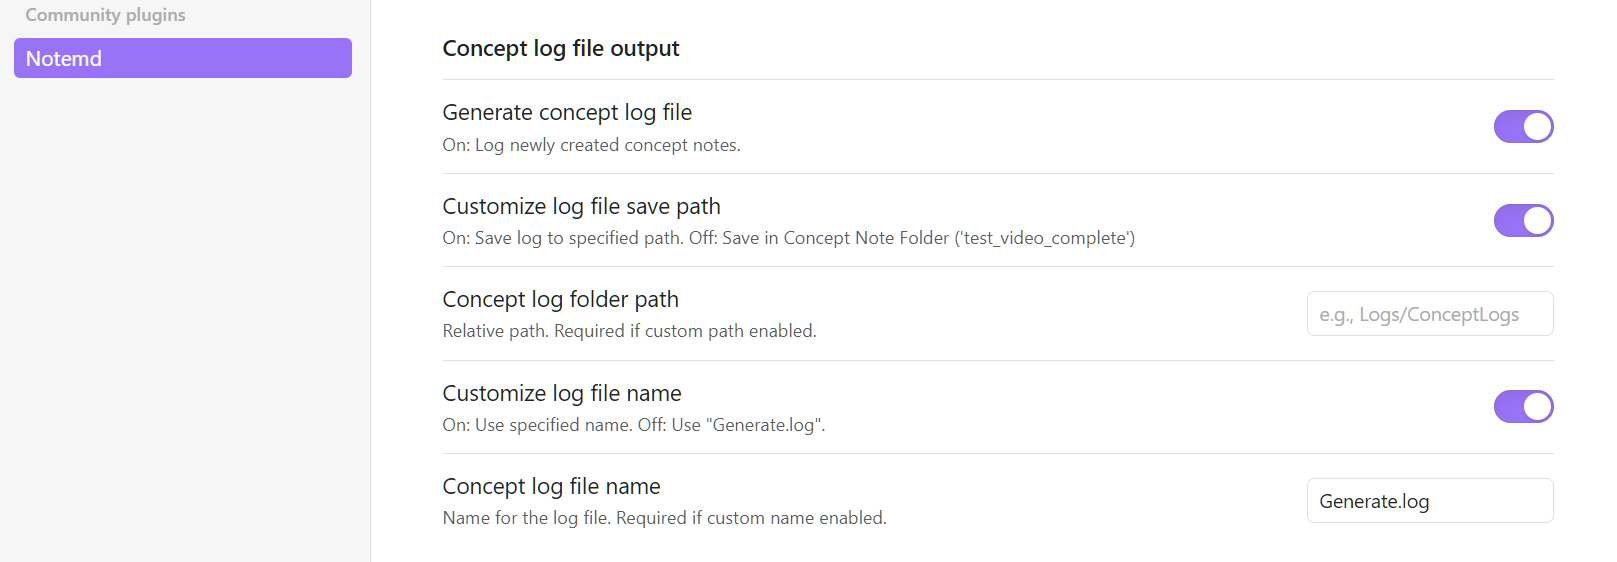 Community plugins
Notemd
Concept log file output
Generate concept log file
On: Log newly created concept notes.
Customize log file save path
On: Save log to specified path. Off: Save in Concept Note Folder ('test_video_complete')
Concept log folder path
Relative path. Required if custom path enabled.
e.g., Logs/ConceptLogs
Customize log file name
On: Use specified name. Off: Use "Generate.log".
Concept log file name
Name for the log file. Required if custom name enabled.
Generate.log